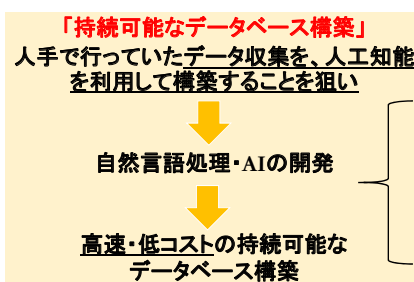 「持続可能なデータベース構築」
人手で行っていたデータ収集を、人工知能
を利用して構築することを狙い
自然言語処理・AIの開発
高速・低コストの持続可能な
データベース構築